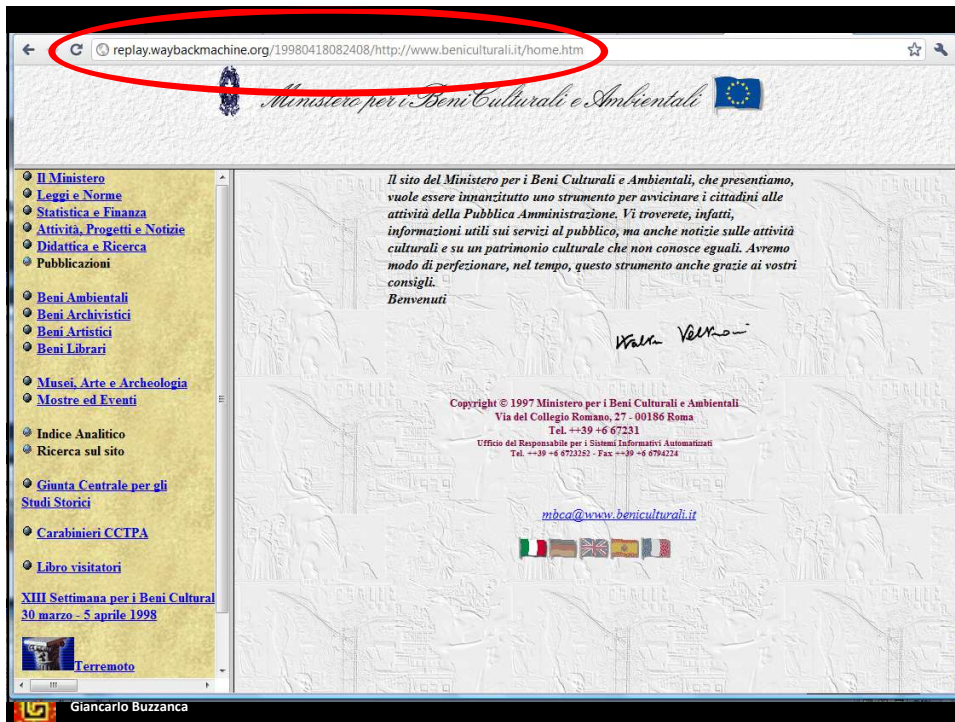 replay.waybackmachine.org/19980418082408/http://www.beniculturali.it/home.htm
Ministero per i Beni Culturali e Ambientali
Il Ministero
Leggi e Norme
Statistica e Finanza
Attività, Progetti e Notizie
Didattica e Ricerca
Pubblicazioni
Beni Ambientali
Beni Archivistici
Beni Artistici
Beni Librari
Musei, Arte e Archeologia
Mostre ed Eventi
Indice Analitico
Ricerca sul sito
Giunta Centrale per gli
Studi Storici
Carabinieri CCTPA
Libro visitatori
XIII Settimana per i Beni Cultural
30 marzo - 5 aprile 1998
Terremoto
Il sito del Ministero per i Beni Culturali e Ambientali, che presentiamo,
vuole essere innanzitutto uno strumento per avvicinare i cittadini alle
attività della Pubblica Amministrazione. Vi troverete, infatti,
informazioni utili sui servizi al pubblico, ma anche notizie sulle attività
culturali e su un patrimonio culturale che non conosce eguali. Avremo
modo di perfezionare, nel tempo, questo strumento anche grazie ai vostri
consigli.
Benvenuti
Walter Veltroni
Copyright © 1997 Ministero per i Beni Culturali e Ambientali
Via del Collegio Romano, 27 - 00186 Roma
Tel. ++39 +6 67231
Ufficio del Responsabile per i Sistemi Informativi Automatizzati
Tel. ++39 +6 6723252 - Fax ++39 +6 6794224
mbca@www.beniculturali.it
Giancarlo Buzzanca